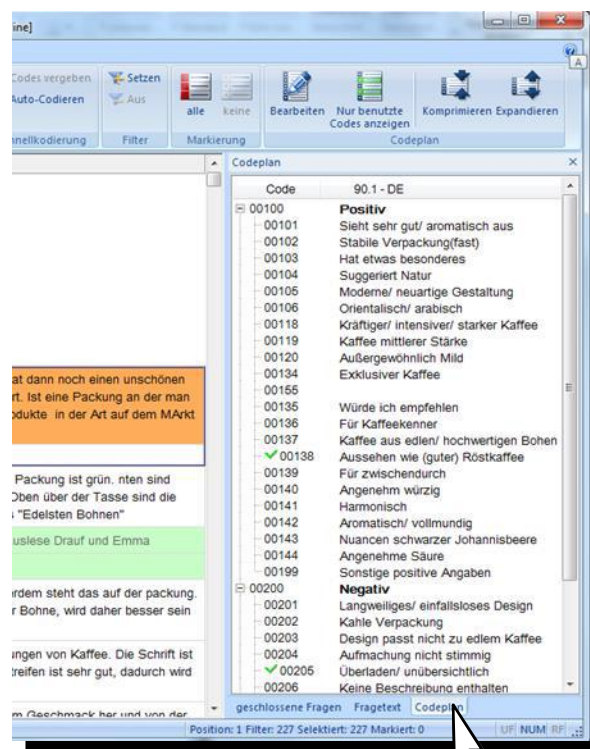 ine]
Codes vergeben
Auto-Codieren
Setzen
Aus
alle
keine
Bearbeiten
Nur benutzte
Codes anzeigen
Komprimieren
Expandieren
A
nellkodierung
Filter
Markierung
Codeplan
Codeplan
Code 90.1 - DE
00100 Positiv
00101 Sieht sehr gut/ aromatisch aus
00102 Stabile Verpackung(fast)
00103 Hat etwas besonderes
00104 Suggeriert Natur
00105 Moderne/ neuartige Gestaltung
00106 Orientalisch/ arabisch
00118 Kräftiger/ intensiver/ starker Kaffee
00119 Kaffee mittlerer Stärke
00120 Außergewöhnlich Mild
00134 Exklusiver Kaffee
00155
00135 Würde ich empfehlen
00136 Für Kaffeekenner
00137 Kaffee aus edlen/ hochwertigen Bohen
00138 Aussehen wie (guter) Röstkaffee
00139 Für zwischendurch
00140 Angenehm würzig
00141 Harmonisch
00142 Aromatisch/ vollmundig
00143 Nuancen schwarzer Johannisbeere
00144 Angenehme Säure
00199 Sonstige positive Angaben
00200 Negativ
00201 Langweiliges/ einfallsloses Design
00202 Kahle Verpackung
00203 Design passt nicht zu edlem Kaffee
00204 Aufmachung nicht stimmig
00205 Überladen/ unübersichtlich
00206 Keine Beschreibung enthalten
at dann noch einen unschönen
rt. Ist eine Packung an der man
odukte in der Art auf dem MArkt
Packung ist grün. nten sind
Oben über der Tasse sind die
s "Edelsten Bohnen"
uslese Drauf und Emma
rdem steht das auf der packung.
r Bohne, wird daher besser sein
ungen von Kaffee. Die Schrift ist
treifen ist sehr gut, dadurch wird
m Geschmack her und von der
geschlossene Fragen Fragetext Codeplan
Position: 1 Filter: 227 Selektiert: 227 Markiert: 0 UF NUM RF